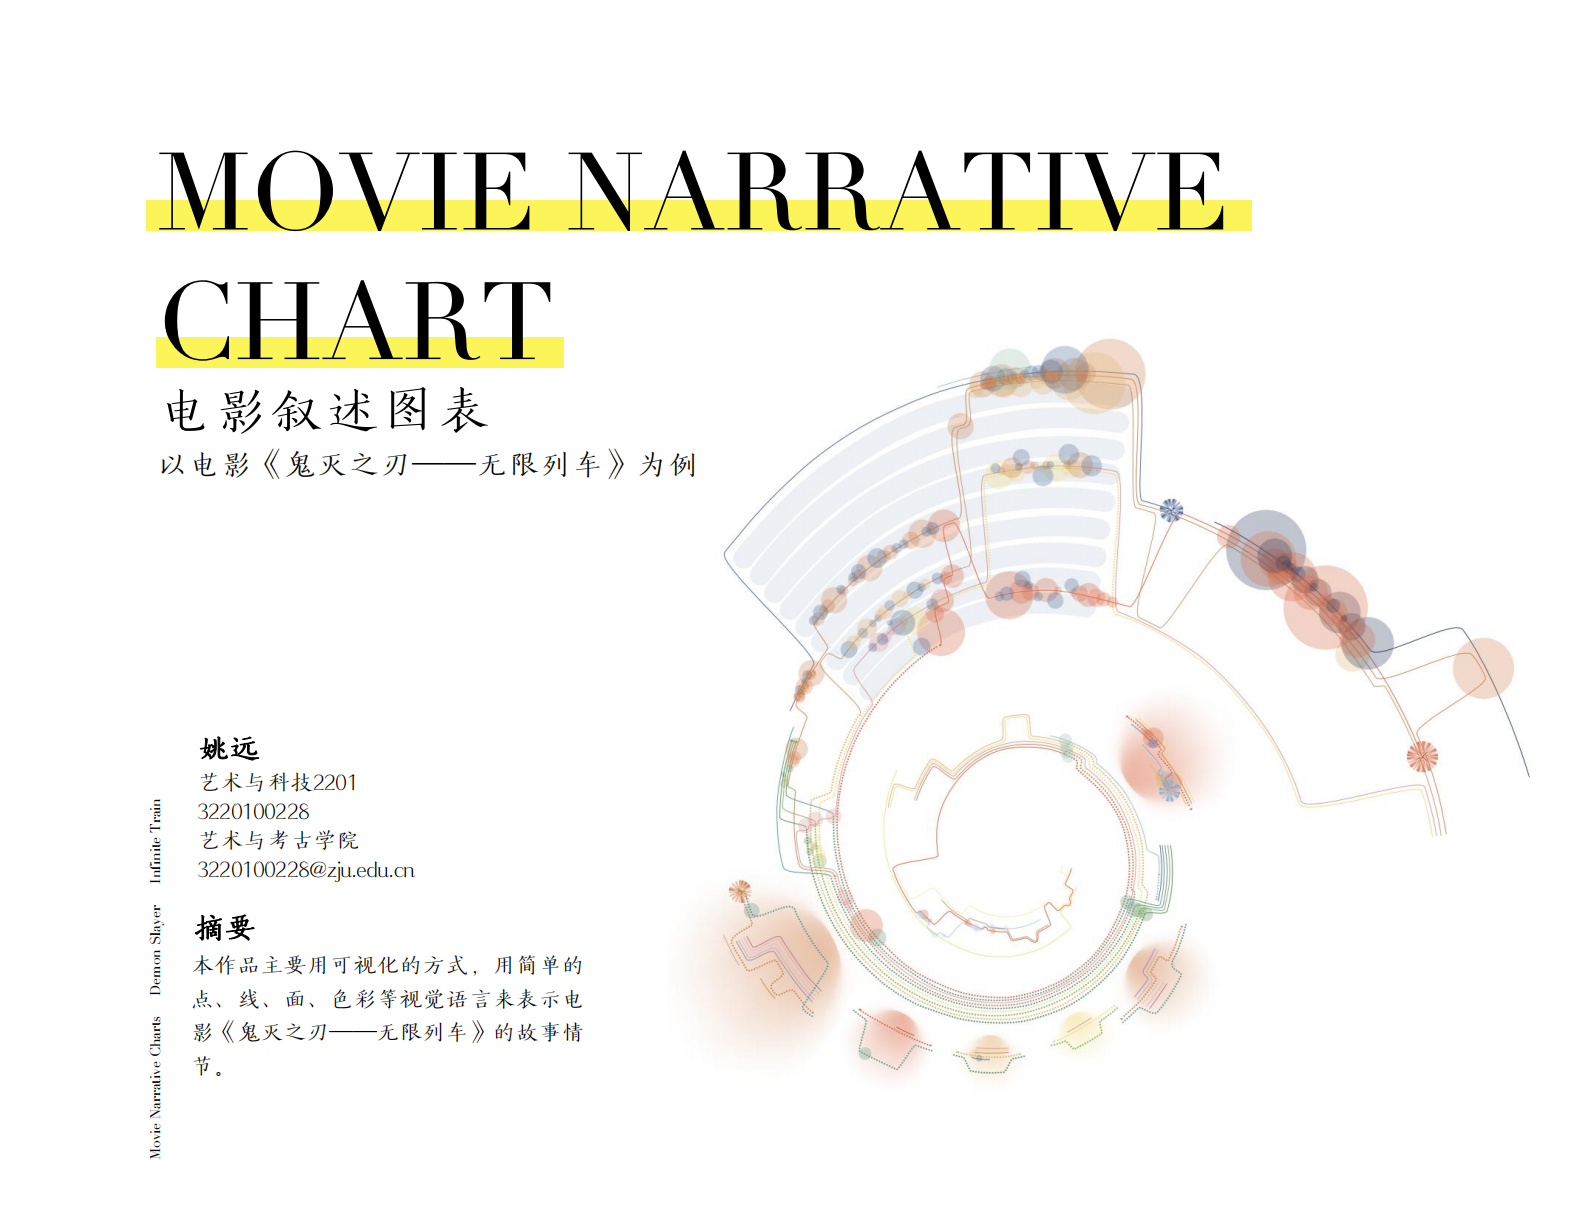 MOVIE NARRATIVE
CHART
电影叙述图表
以电影《鬼灭之刃——无限列车》为例
姚远
艺术与科技2201
3220100228
艺术与考古学院
3220100228@zju.edu.cn
摘要
本作品主要用可视化的方式，用简单的
点、线、面、色彩等视觉语言来表示电
影《鬼灭之刃——无限列车》的故事情
节。
Movie Narrative Charts Demon Slayer Infinite Train